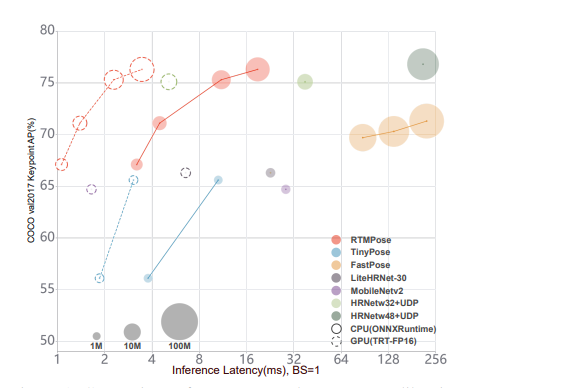 80
75
70
65
60
55
50
COCO val2017 Keypoint AP(%)
RTMPose
TinyPose
FastPose
LiteHRNet-30
MobileNetv2
HRNetw32+UDP
HRNetw48+UDP
CPU(ONNXRuntime)
GPU(TRT-FP16)
1M 10M 100M
1 2 4 8 16 32 64 128 256
Inference Latency(ms), BS=1